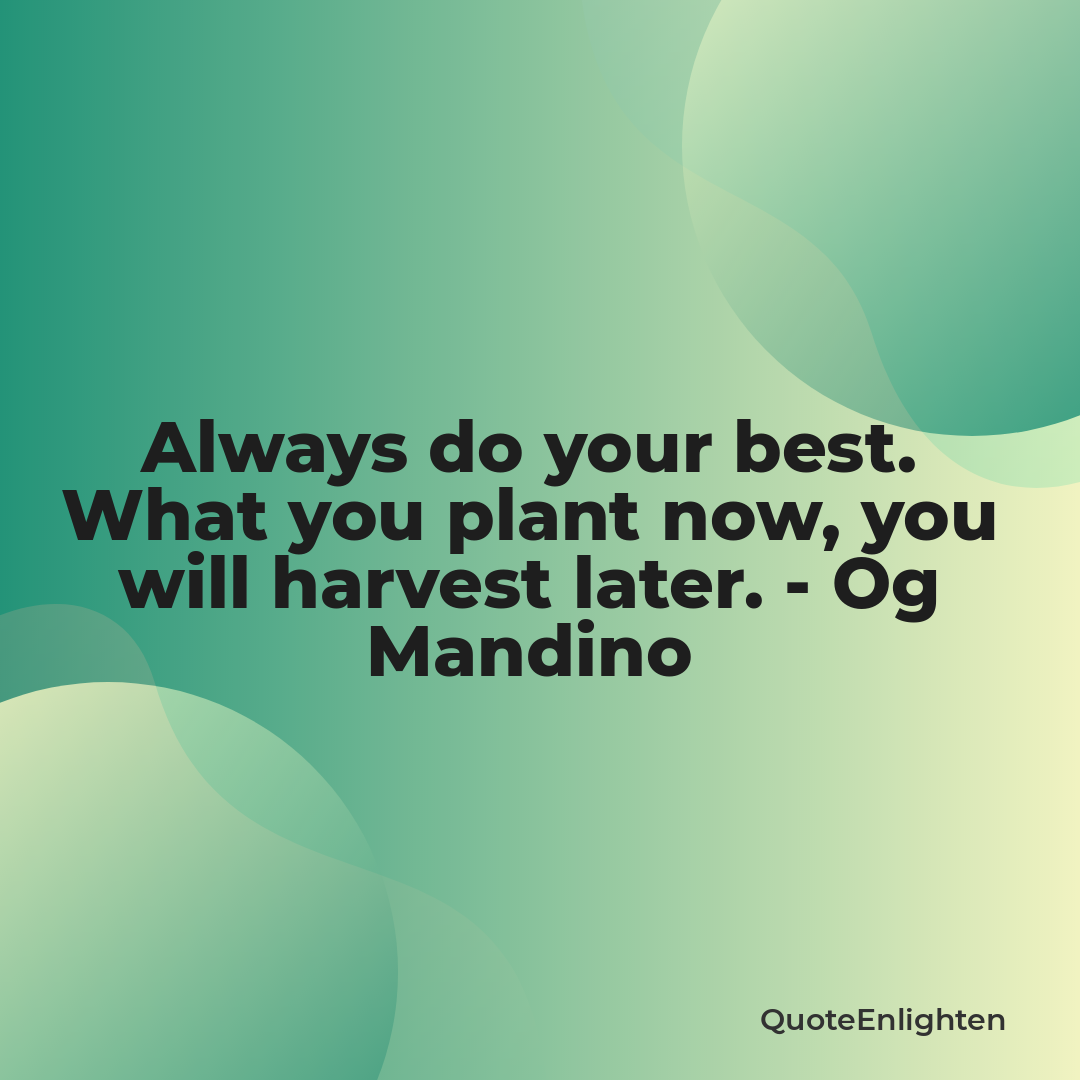 Always do your best.
What you plant now, you
will harvest later. - Og
Mandino
QuoteEnlighten